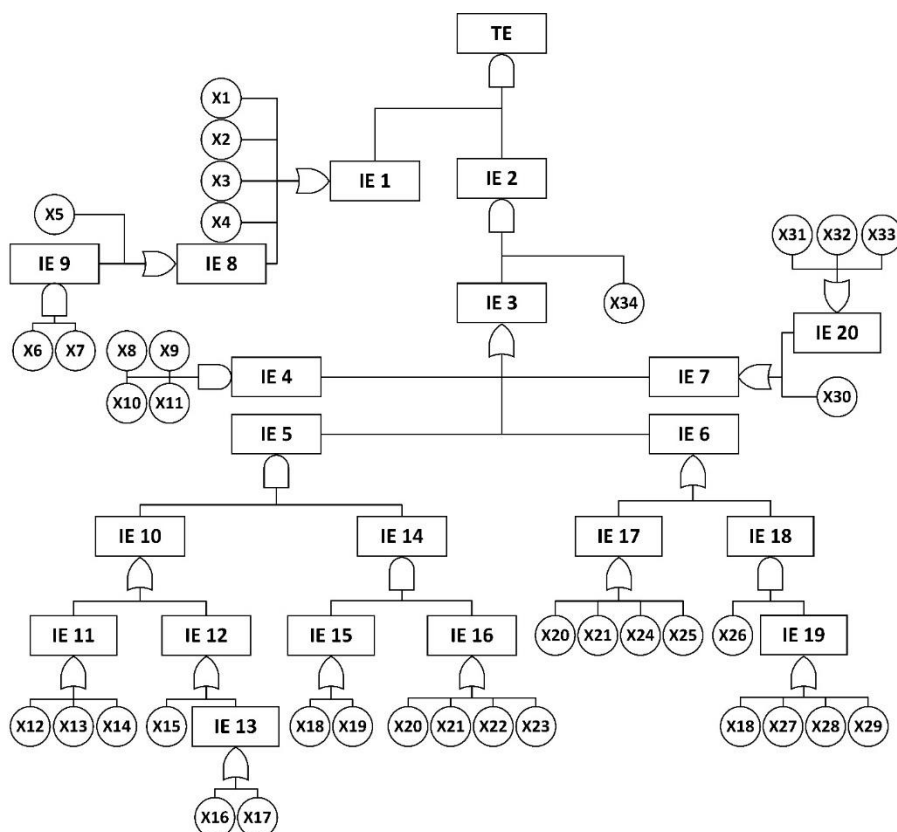 TE
X1
X2
IE 1
IE 2
X3
X4
X5
IE 9
IE 8
X31 X32 X33
IE 3
X34
IE 20
X6 X7
X8 X9
IE 4
IE 7
X10 X11
X30
IE 5
IE 6
IE 10
IE 14
IE 17
IE 18
IE 11
IE 12
IE 15
IE 16
X20 X21 X24 X25
X26
IE 19
X12 X13 X14
X15
IE 13
X18 X19
X20 X21 X22 X23
X18 X27 X28 X29
X16 X17